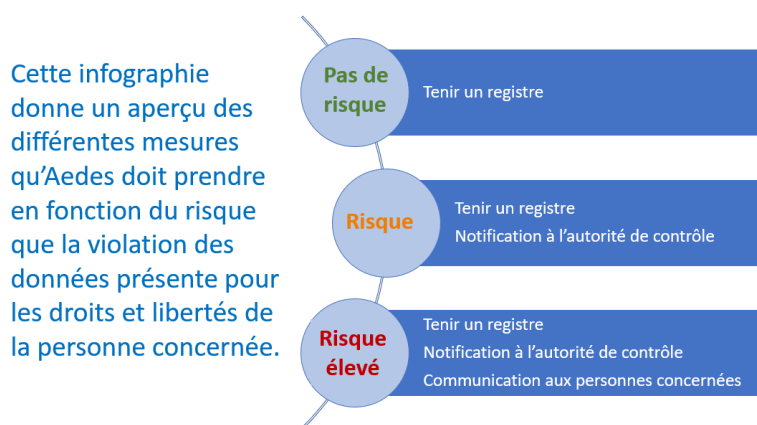 Cette infographie
donne un aperçu des
différentes mesures
qu’Aedes doit prendre
en fonction du risque
que la violation des
données présente pour
les droits et libertés de
la personne concernée.
Pas de
risque
Tenir un registre
Risque
Tenir un registre
Notification à l’autorité de contrôle
Risque
élevé
Tenir un registre
Notification à l’autorité de contrôle
Communication aux personnes concernées